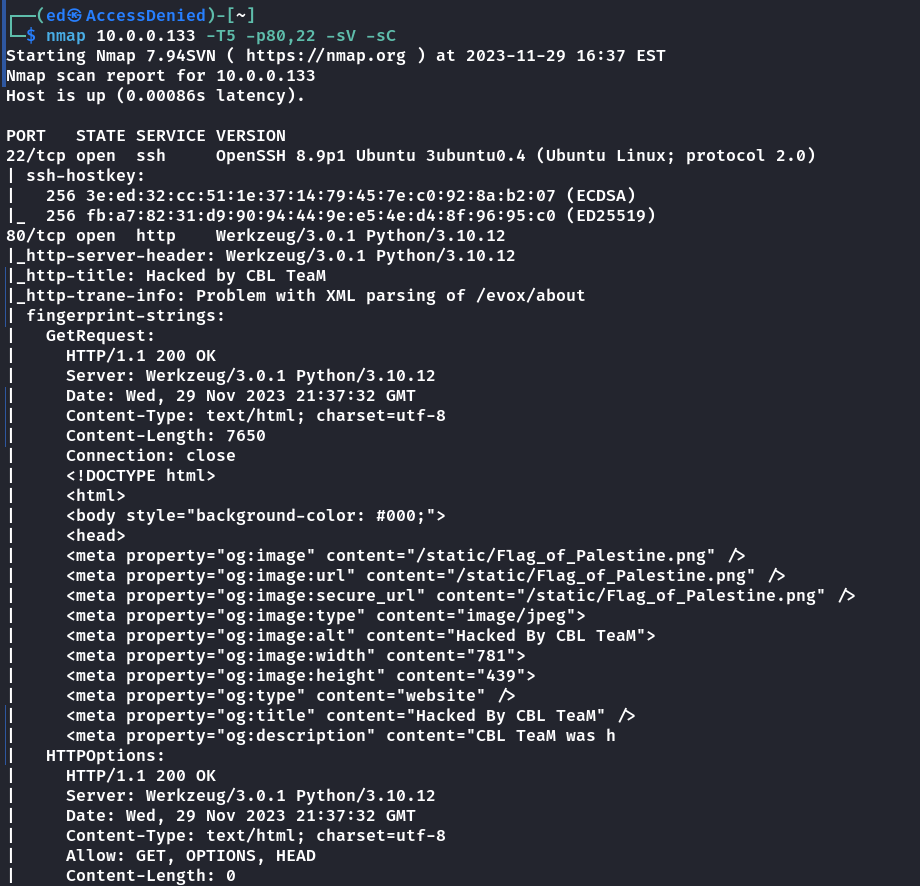 ┌──(ed㉿AccessDenied)-[~]
└─$ nmap 10.0.0.133 -T5 -p80,22 -sV -sC
Starting Nmap 7.94SVN ( https://nmap.org ) at 2023-11-29 16:37 EST
Nmap scan report for 10.0.0.133
Host is up (0.00086s latency).

PORT   STATE SERVICE VERSION
22/tcp open  ssh     OpenSSH 8.9p1 Ubuntu 3ubuntu0.4 (Ubuntu Linux; protocol 2.0)
| ssh-hostkey:
|   256 3e:ed:32:cc:51:1e:37:14:79:45:7e:c0:92:8a:b2:07 (ECDSA)
|_  256 fb:a7:82:31:d9:90:94:44:9e:e5:4e:d4:8f:96:95:c0 (ED25519)
80/tcp open  http    Werkzeug/3.0.1 Python/3.10.12
|_http-server-header: Werkzeug/3.0.1 Python/3.10.12
|_http-title: Hacked by CBL TeaM
|_http-trane-info: Problem with XML parsing of /evox/about
| fingerprint-strings:
|   GetRequest:
|     HTTP/1.1 200 OK
|     Server: Werkzeug/3.0.1 Python/3.10.12
|     Date: Wed, 29 Nov 2023 21:37:32 GMT
|     Content-Type: text/html; charset=utf-8
|     Content-Length: 7650
|     Connection: close
|     <!DOCTYPE html>
|     <html>
|     <body style="background-color: #000;">
|     <head>
|     <meta property="og:image" content="/static/Flag_of_Palestine.png" />
|     <meta property="og:image:url" content="/static/Flag_of_Palestine.png" />
|     <meta property="og:image:secure_url" content="/static/Flag_of_Palestine.png" />
|     <meta property="og:image:type" content="image/jpeg">
|     <meta property="og:image:alt" content="Hacked By CBL TeaM">
|     <meta property="og:image:width" content="781">
|     <meta property="og:image:height" content="439">
|     <meta property="og:type" content="website" />
|     <meta property="og:title" content="Hacked By CBL TeaM" />
|     <meta property="og:description" content="CBL TeaM was h
|   HTTPOptions:
|     HTTP/1.1 200 OK
|     Server: Werkzeug/3.0.1 Python/3.10.12
|     Date: Wed, 29 Nov 2023 21:37:32 GMT
|     Content-Type: text/html; charset=utf-8
|     Allow: GET, OPTIONS, HEAD
|     Content-Length: 0